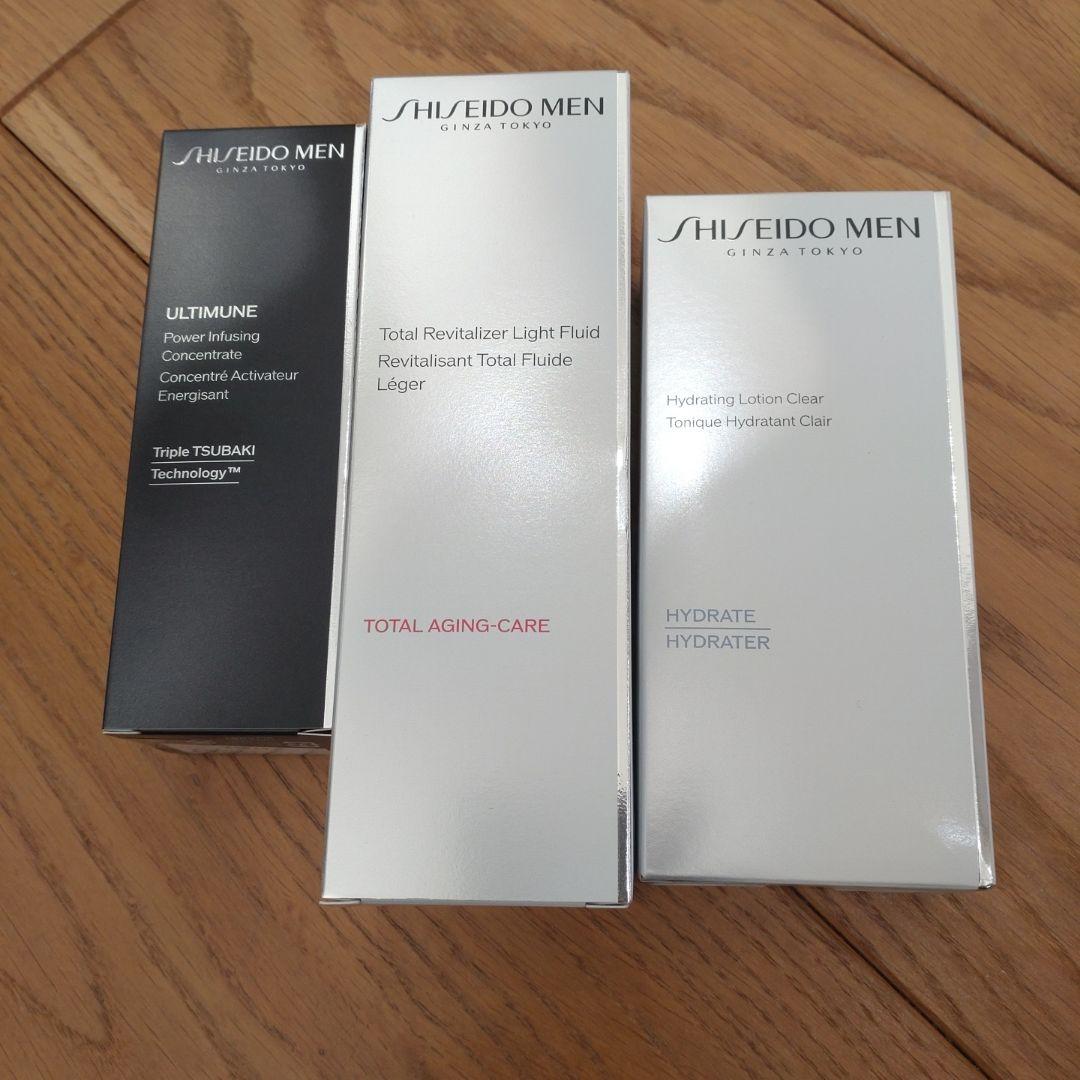 SHISEIDO MEN
GINZA TOKYO
ULTIMUNE
Power Infusing
Concentrate
Concentré Activateur
Energisant
Triple TSUBAKI
Technology™
SHISEIDO MEN
GINZA TOKYO
Total Revitalizer Light Fluid
Revitalisant Total Fluide
Léger
TOTAL AGING-CARE
SHISEIDO MEN
GINZA TOKYO
Hydrating Lotion Clear
Tonique Hydratant Clair
HYDRATE
HYDRATER